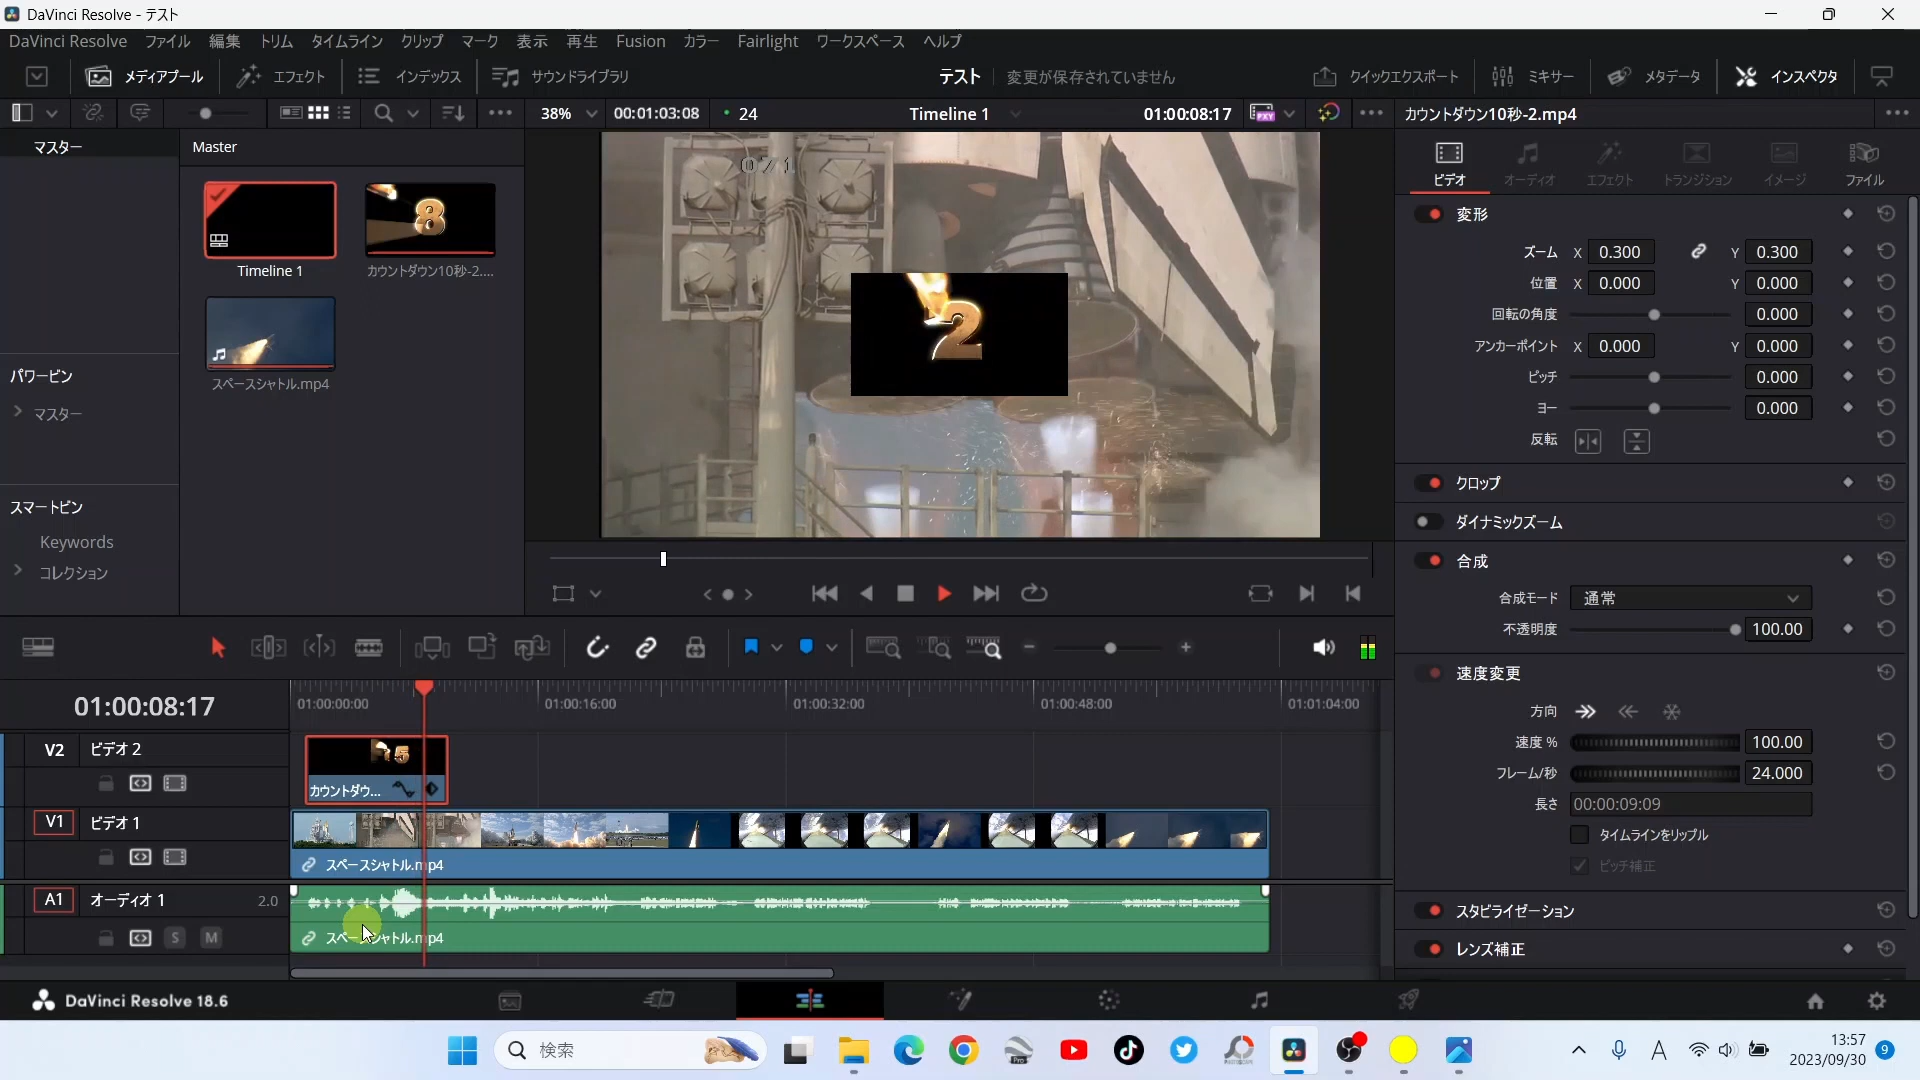 DaVinci Resolve - テスト
DaVinci Resolve ファイル 編集 トリム タイムライン クリップ マーク 表示 再生 Fusion カラー Fairlight ワークスペース ヘルプ
メディアプール エフェクト インデックス サウンドライブラリ テスト 変更が保存されていません クイックエクスポート ミキサー メタデータ インスペクタ
38% 00:01:03:08 24 Timeline 1 01:00:08:17 PXY カウントダウン10秒-2.mp4
マスター
Master
ビデオ オーディオ エフェクト トランジション イメージ ファイル
071
8
2
Timeline 1
カウントダウン10秒-2....
スペースシャトル.mp4
パワービン
マスター
スマートビン
Keywords
コレクション
変形
ズーム X 0.300 Y 0.300
位置 X 0.000 Y 0.000
回転の角度 0.000
アンカーポイント X 0.000 Y 0.000
ピッチ 0.000
ヨー 0.000
反転
クロップ
ダイナミックズーム
合成
合成モード 通常
不透明度 100.00
速度変更
方向
速度 % 100.00
フレーム/秒 24.000
長さ 00:00:09:09
タイムラインをリップル
ピッチ補正
スタビライゼーション
レンズ補正
01:00:08:17
01:00:00:00 01:00:16:00 01:00:32:00 01:00:48:00 01:01:04:00
V2 ビデオ 2
5
カウントダウ...
V1 ビデオ 1
スペースシャトル.mp4
A1 オーディオ 1 2.0
S M
スペースシャトル.mp4
DaVinci Resolve 18.6
検索
Pro
A
13:57
2023/09/30
9